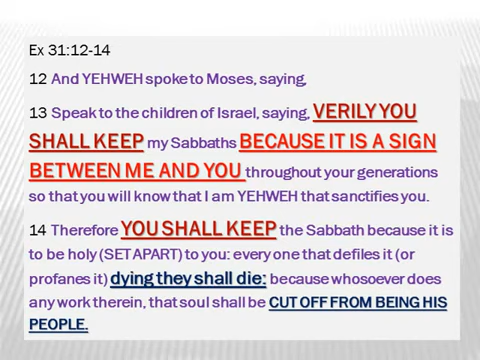 Ex 31:12-14
12 And YEHWEH spoke to Moses, saying,
13 Speak to the children of Israel, saying, VERILY YOU
SHALL KEEP my Sabbaths BECAUSE IT IS A SIGN
BETWEEN ME AND YOU throughout your generations
so that you will know that I am YEHWEH that sanctifies you.
14 Therefore YOU SHALL KEEP the Sabbath because it is
to be holy (SET APART) to you: every one that defiles it (or
profanes it) dying they shall die: because whosoever does
any work therein, that soul shall be CUT OFF FROM BEING HIS
PEOPLE.